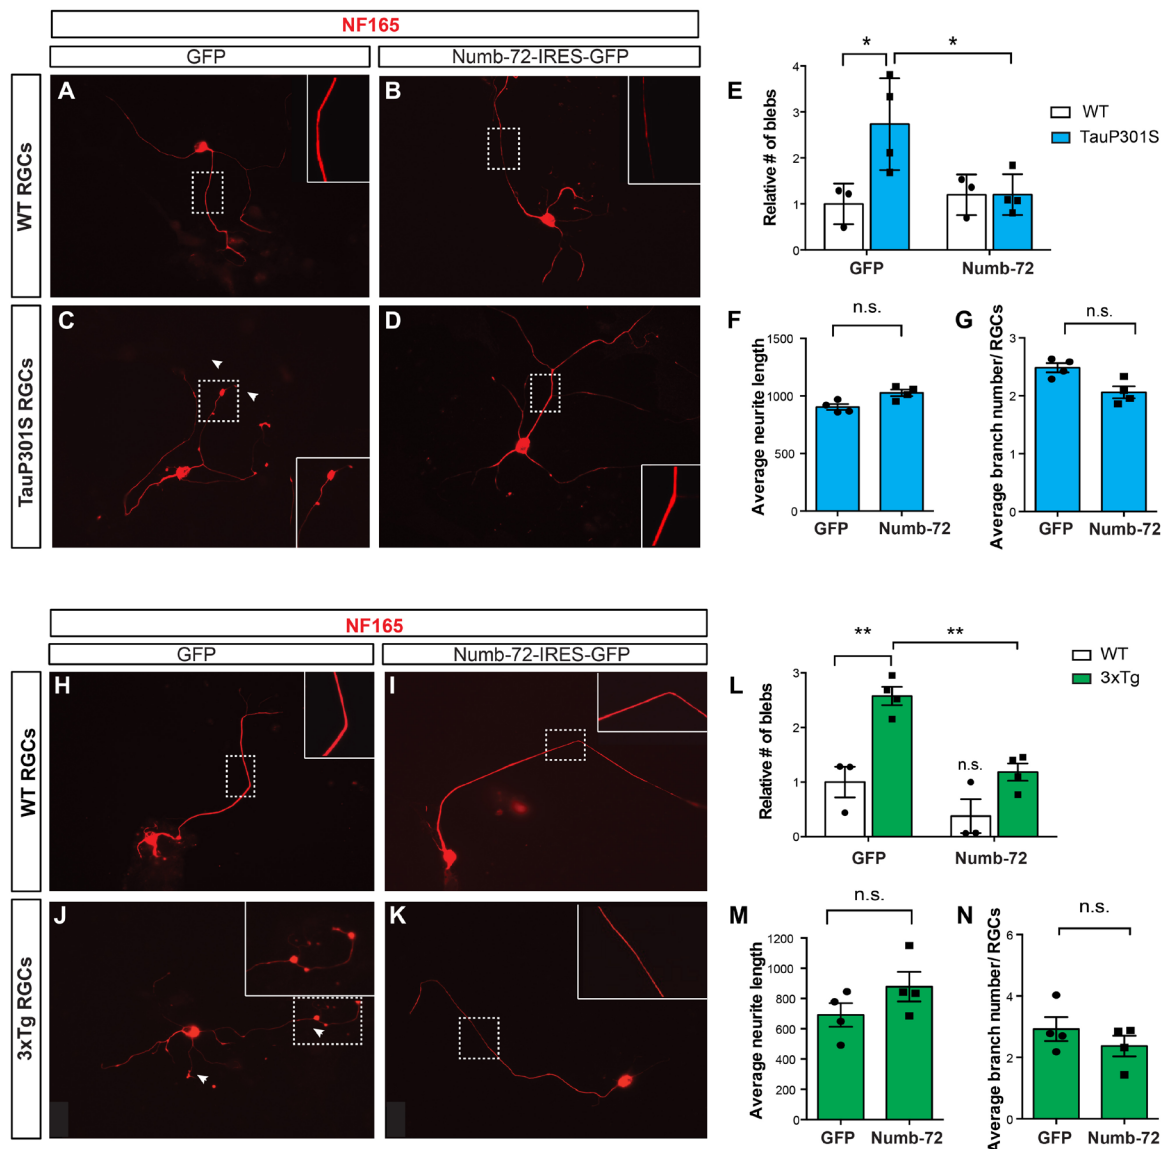 NF165
GFP
Numb-72-IRES-GFP
WT RGCs
TauP301S RGCs
A
B
C
D
E
Relative # of blebs
4
3
2
1
0
*
*
GFP
Numb-72
WT
TauP301S
F
Average neurite length
1500
1000
500
0
n.s.
GFP
Numb-72
G
Average branch number/ RGCs
3
2
1
0
n.s.
GFP
Numb-72
NF165
GFP
Numb-72-IRES-GFP
WT RGCs
3xTg RGCs
H
I
J
K
L
Relative # of blebs
3
2
1
0
**
**
n.s.
GFP
Numb-72
WT
3xTg
M
Average neurite length
1200
1000
800
600
400
200
0
n.s.
GFP
Numb-72
N
Average branch number/ RGCs
6
4
2
0
n.s.
GFP
Numb-72